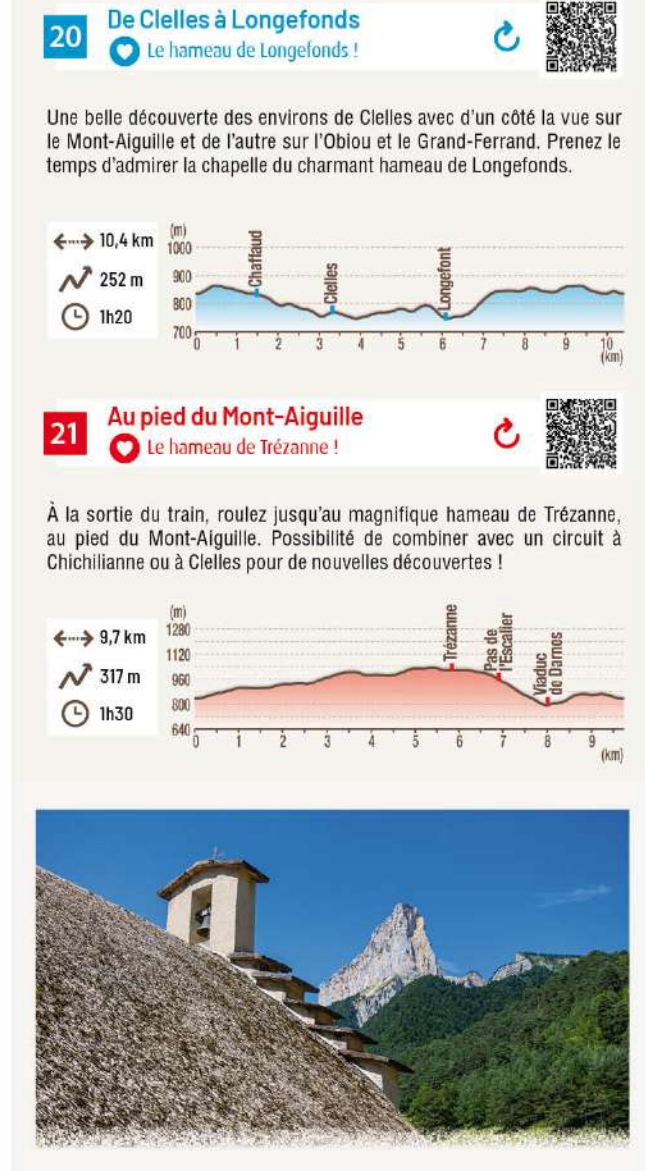 20
De Clelles à Longefonds
Le hameau de Longefonds !
Une belle découverte des environs de Clelles avec d'un côté la vue sur
le Mont-Aiguille et de l'autre sur l'Obiou et le Grand-Ferrand. Prenez le
temps d'admirer la chapelle du charmant hameau de Longefonds.
10,4 km
252 m
1h20
(m)
1000
900
800
700
Chaffaud
Clelles
Longefont
0 1 2 3 4 5 6 7 8 9 10
(km)
21
Au pied du Mont-Aiguille
Le hameau de Trézanne !
À la sortie du train, roulez jusqu'au magnifique hameau de Trézanne,
au pied du Mont-Aiguille. Possibilité de combiner avec un circuit à
Chichilianne ou à Clelles pour de nouvelles découvertes !
9,7 km
317 m
1h30
(m)
1280
1120
960
800
640
Trézanne
Pas de
l'Escalier
Viaduc
de Darnos
0 1 2 3 4 5 6 7 8 9
(km)